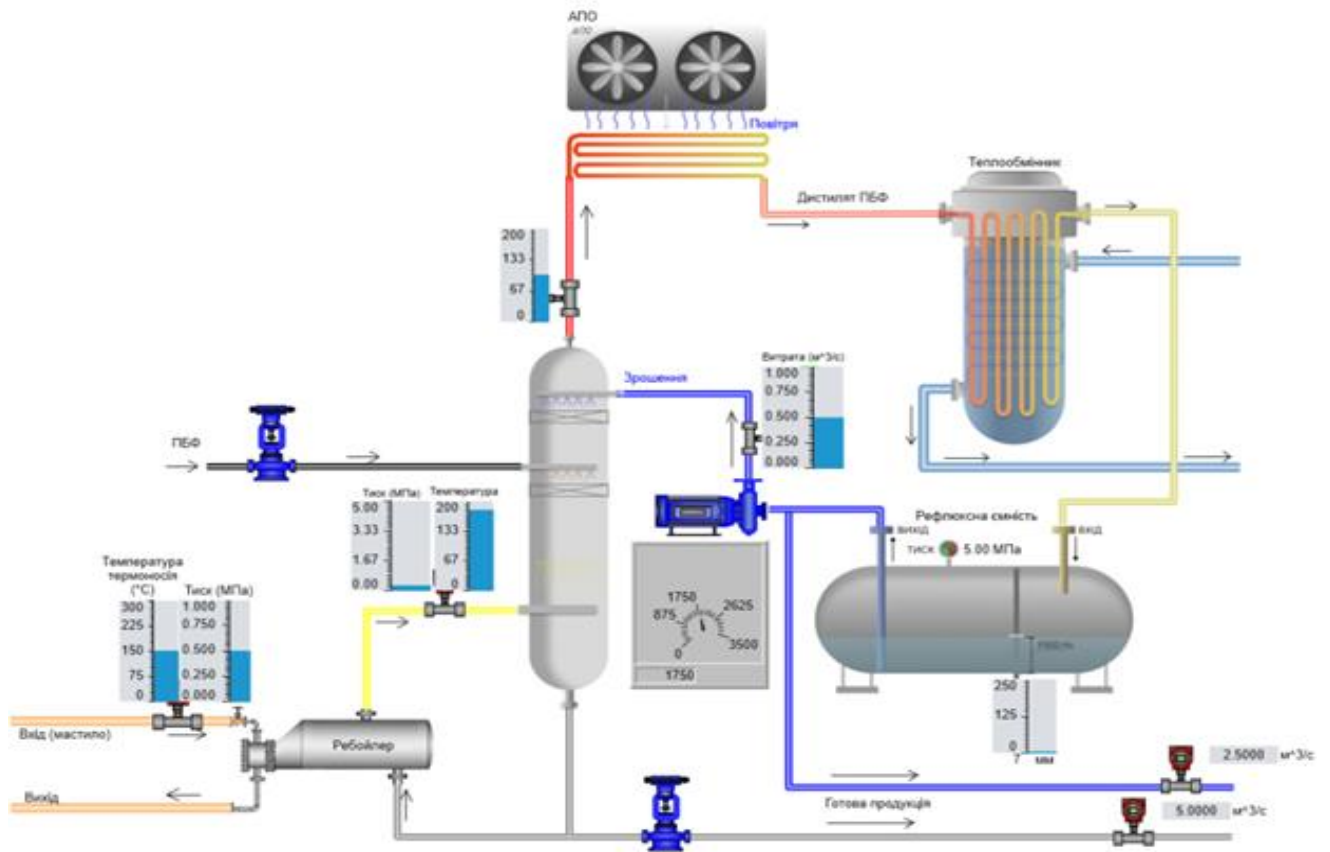 АПО
АПО
Повітря
Теплообмінник
Дистилят ПБФ
200
133
67
0
Витрата (м^3/с)
1.000
0.750
0.500
0.250
0.000
Зрошення
ПБФ
Тиск (МПа)
5.00
3.33
1.67
0.00
Температура
200
133
67
0
Рефлюксна ємність
ВИХІД
ВХІД
ТИСК
5.00 МПа
Температура
термоносія
(°C)
300
225
150
75
0
Тиск (МПа)
1.000
0.750
0.500
0.250
0.000
0
875
1750
2625
3500
1750
250
125
0
7 мм
Вхід (мастило)
Ребойлер
Вихід
2.5000 м^3/с
Готова продукція
5.0000 м^3/с